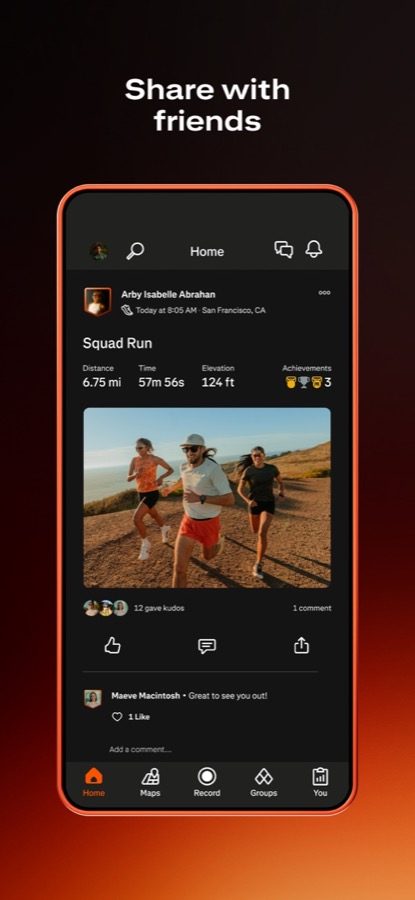 Share with
friends
Home
Arby Isabelle Abrahan
Today at 8:05 AM · San Francisco, CA
Squad Run
Distance Time Elevation Achievements
6.75 mi 57m 56s 124 ft 3
12 gave kudos 1 comment
Maeve Macintosh • Great to see you out!
1 Like
Add a comment...
Home Maps Record Groups You